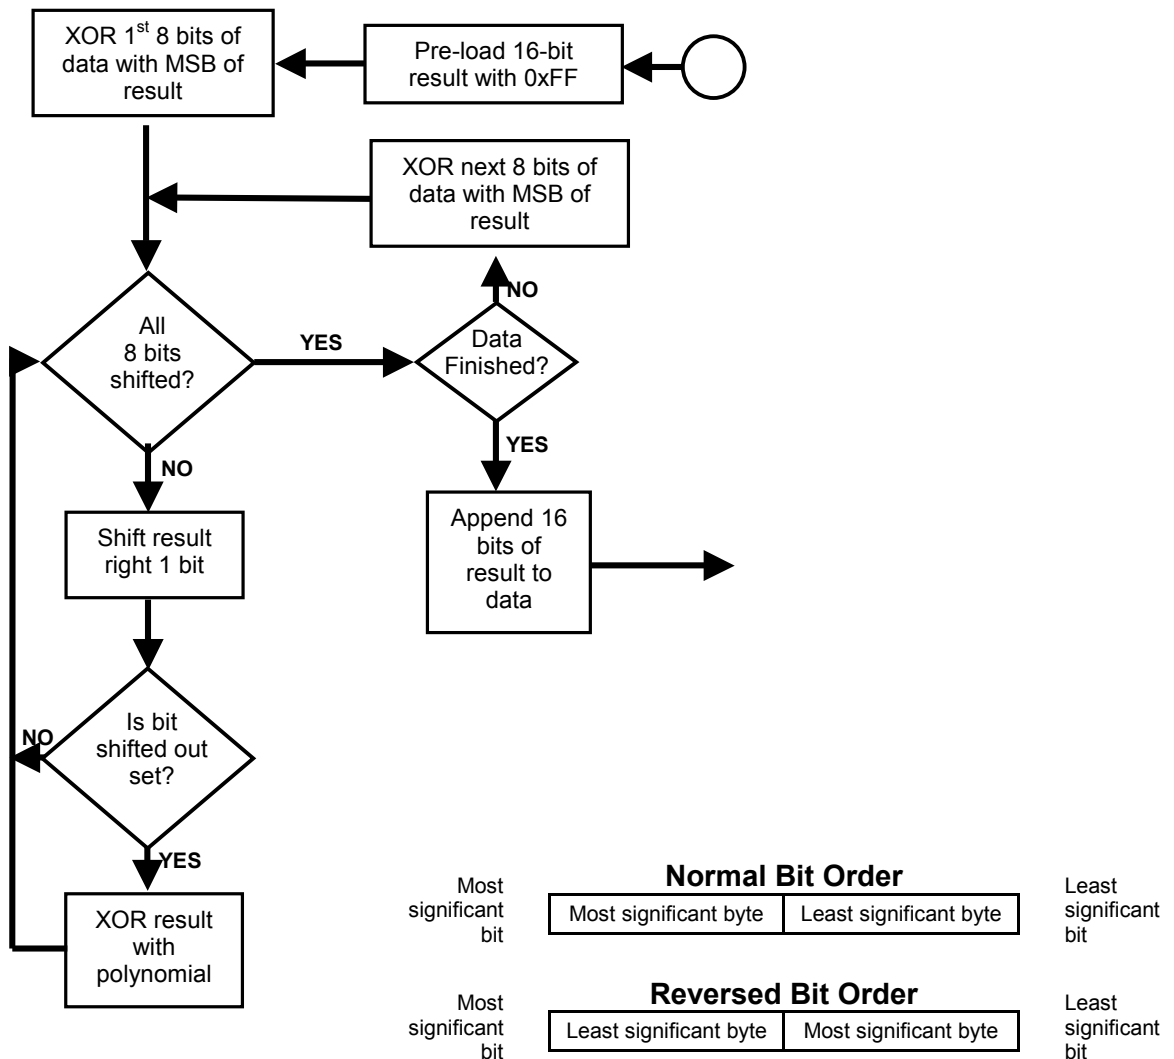 XOR 1st 8 bits of
data with MSB of
result
Pre-load 16-bit
result with 0xFF
XOR next 8 bits of
data with MSB of
result
NO
All
8 bits
shifted?
YES
Data
Finished?
YES
NO
Shift result
right 1 bit
Append 16
bits of
result to
data
Is bit
shifted out
set?
NO
YES
XOR result
with
polynomial
Normal Bit Order
Most
significant
bit
Most significant byte
Least significant byte
Least
significant
bit
Reversed Bit Order
Most
significant
bit
Least significant byte
Most significant byte
Least
significant
bit